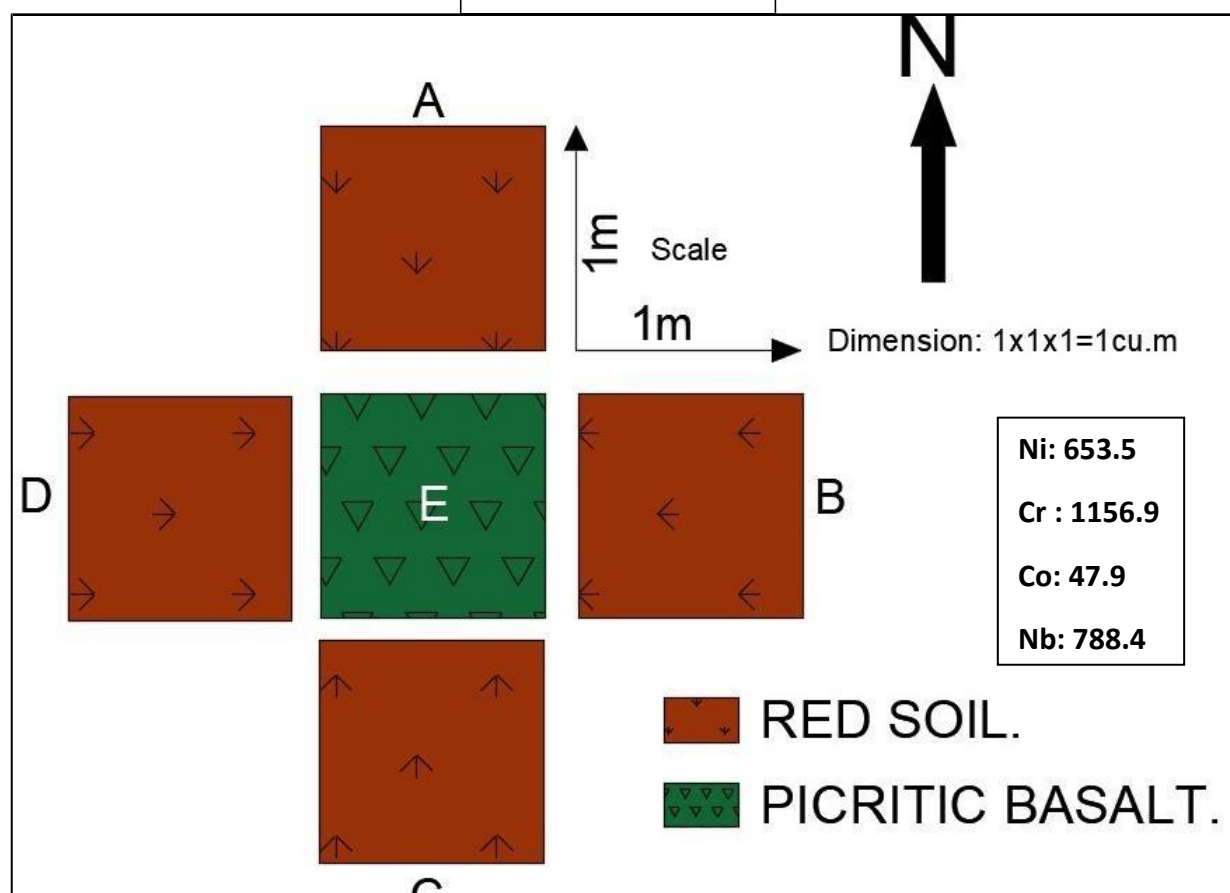 N
A
1m
Scale
1m
Dimension: 1x1x1=1cu.m
D
E
B
Ni: 653.5
Cr : 1156.9
Co: 47.9
Nb: 788.4
RED SOIL.
PICRITIC BASALT.
C